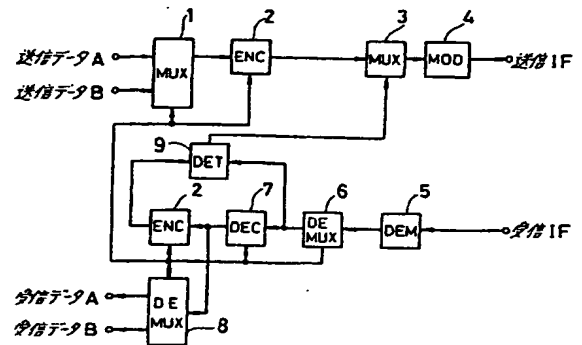 1
2
3
4
送信データA
送信データB
MUX
ENC
MUX
MOD
送信IF
9
DET
2
7
6
5
ENC
DEC
DE
MUX
DEM
受信IF
受信データA
受信データB
DE
MUX
8